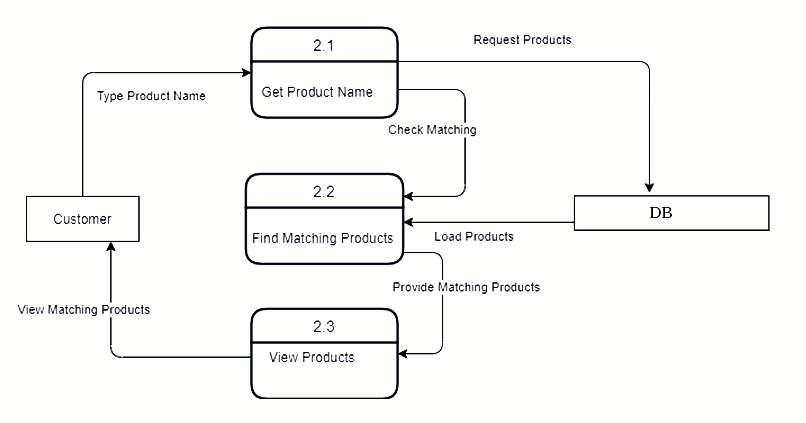 2.1
Request Products
Get Product Name
Type Product Name
Check Matching
2.2
Customer
DB
Find Matching Products
Load Products
Provide Matching Products
View Matching Products
2.3
View Products